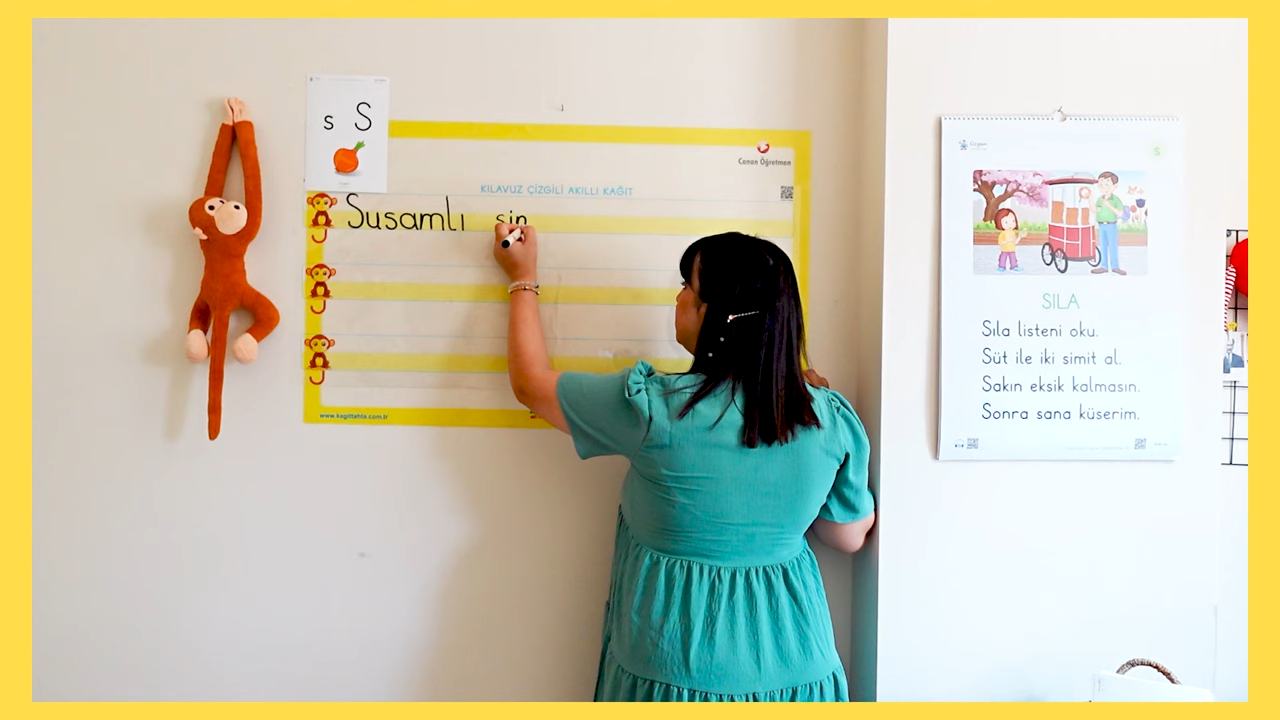 s S
Canan Öğretmen
KILAVUZ ÇİZGİLİ AKILLI KAĞIT
Susamlı sin
www.kagittahta.com.tr
s
SILA
Sıla listeni oku.
Süt ile iki simit al.
Sakın eksik kalmasın.
Sonra sana küserim.